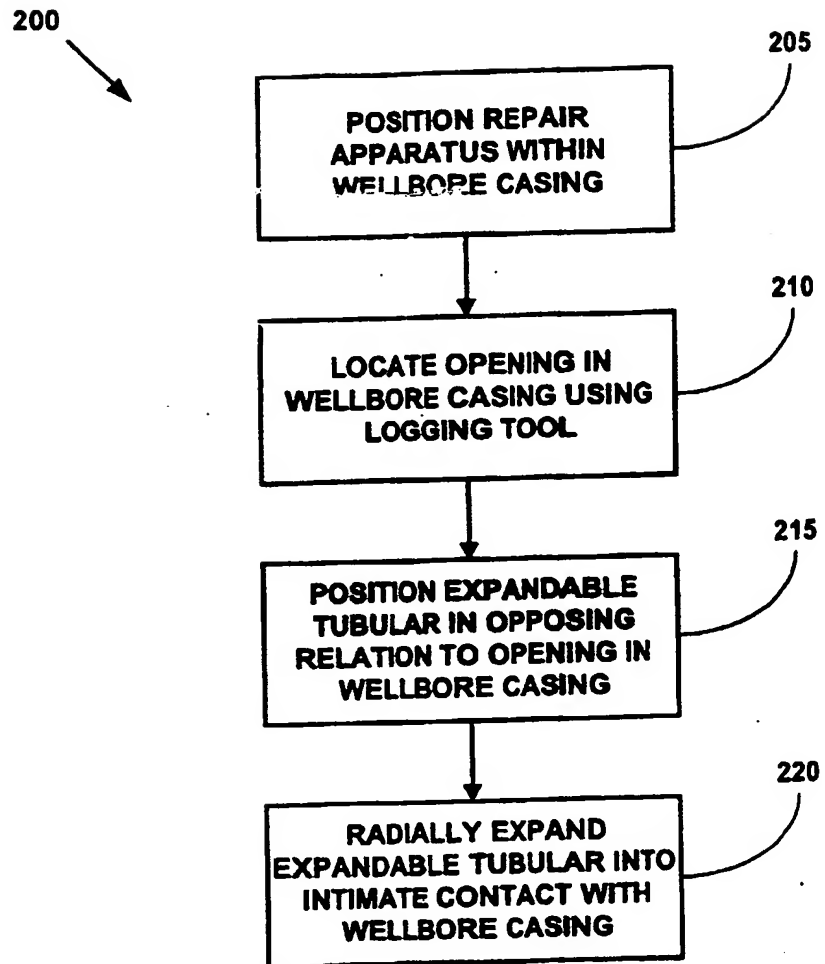 200
205
POSITION REPAIR
APPARATUS WITHIN
WELLBORE CASING
210
LOCATE OPENING IN
WELLBORE CASING USING
LOGGING TOOL
215
POSITION EXPANDABLE
TUBULAR IN OPPOSING
RELATION TO OPENING IN
WELLBORE CASING
220
RADIALLY EXPAND
EXPANDABLE TUBULAR INTO
INTIMATE CONTACT WITH
WELLBORE CASING